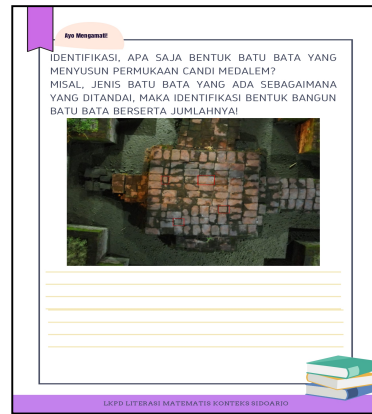 Ayo Mengamati!
IDENTIFIKASI, APA SAJA BENTUK BATU BATA YANG
MENYUSUN PERMUKAAN CANDI MEDALEM?
MISAL, JENIS BATU BATA YANG ADA SEBAGAIMANA
YANG DITANDAI, MAKA IDENTIFIKASI BENTUK BANGUN
BATU BATA BERSERTA JUMLAHNYA!
LKPD LITERASI MATEMATIS KONTEKS SIDOARJO